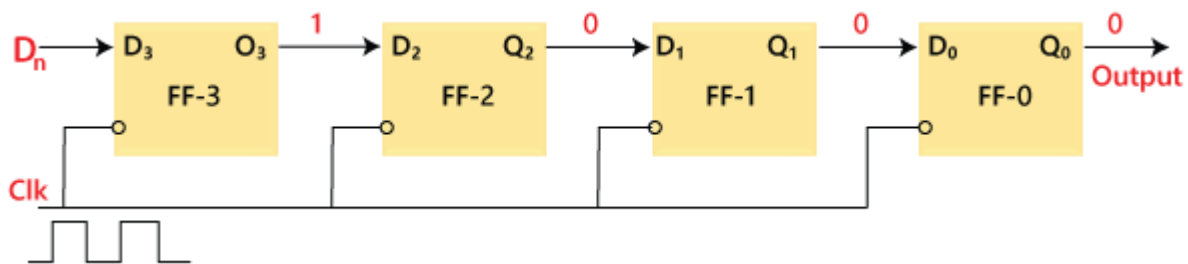 1 0 0 0
Dₙ D₃ O₃ D₂ Q₂ D₁ Q₁ D₀ Q₀
Output
FF-3 FF-2 FF-1 FF-0
Clk